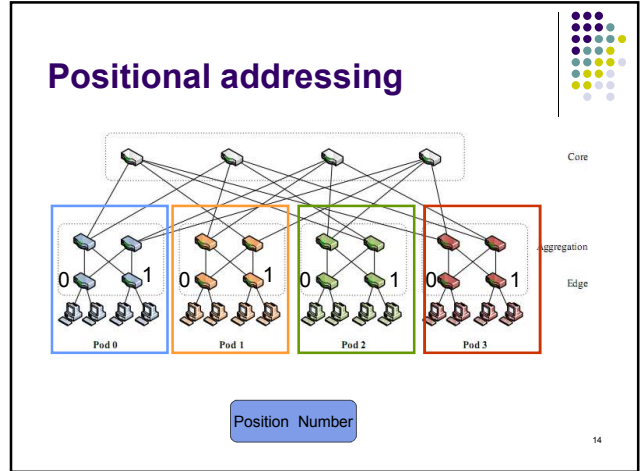 Positional addressing
Core
Aggregation
0 1 0 1 0 1 0 1
Edge
Pod 0 Pod 1 Pod 2 Pod 3
Position Number
14